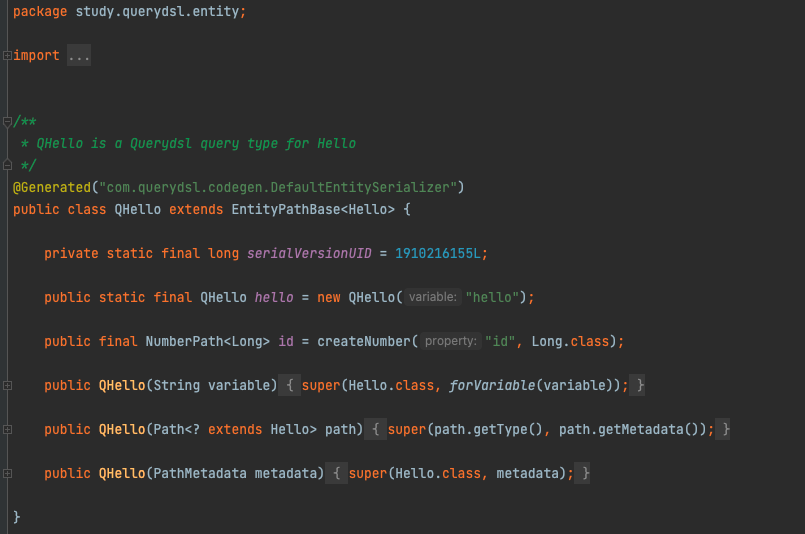 package study.querydsl.entity;
import ...
/**
* QHello is a Querydsl query type for Hello
*/
@Generated("com.querydsl.codegen.DefaultEntitySerializer")
public class QHello extends EntityPathBase<Hello> {
private static final long serialVersionUID = 1910216155L;
public static final QHello hello = new QHello( variable: "hello");
public final NumberPath<Long> id = createNumber( property: "id", Long.class);
public QHello(String variable) { super(Hello.class, forVariable(variable)); }
public QHello(Path<? extends Hello> path) { super(path.getType(), path.getMetadata()); }
public QHello(PathMetadata metadata) { super(Hello.class, metadata); }
}